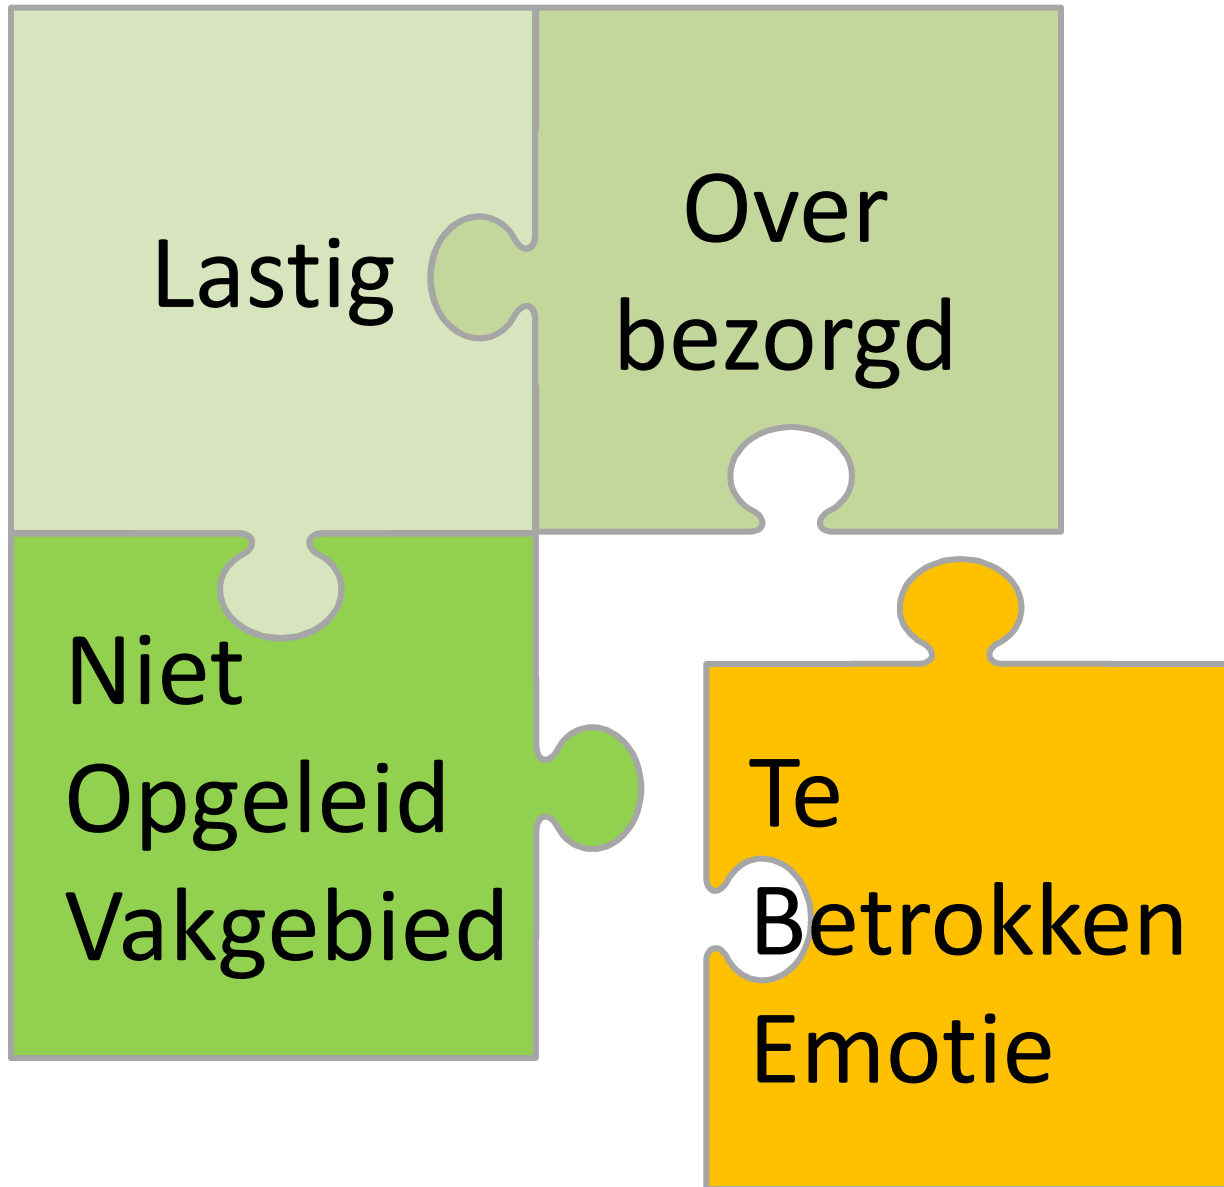 Lastig
Over
bezorgd
Niet
Opgeleid
Vakgebied
Te
Betrokken
Emotie